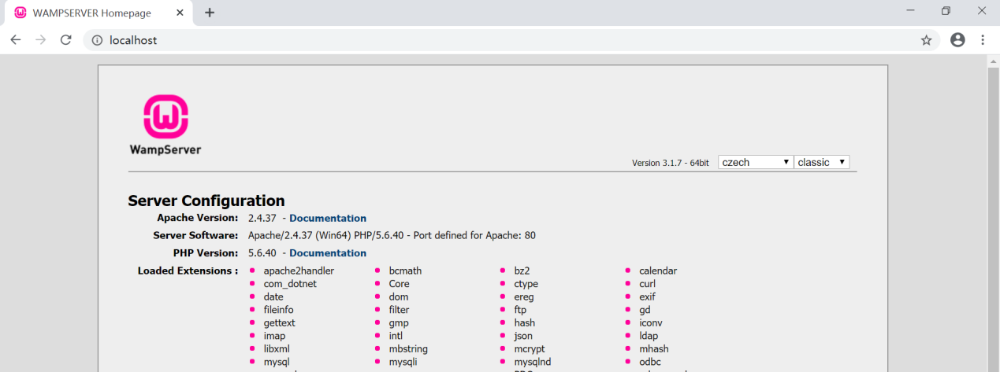 WAMPSERVER Homepage
localhost
WampServer
Version 3.1.7 - 64bit czech classic
Server Configuration
Apache Version: 2.4.37 - Documentation
Server Software: Apache/2.4.37 (Win64) PHP/5.6.40 - Port defined for Apache: 80
PHP Version: 5.6.40 - Documentation
Loaded Extensions : apache2handler bcmath bz2 calendar
com_dotnet Core ctype curl
date dom ereg exif
fileinfo filter ftp gd
gettext gmp hash iconv
imap intl json ldap
libxml mbstring mcrypt mhash
mysql mysqli mysqlnd odbc